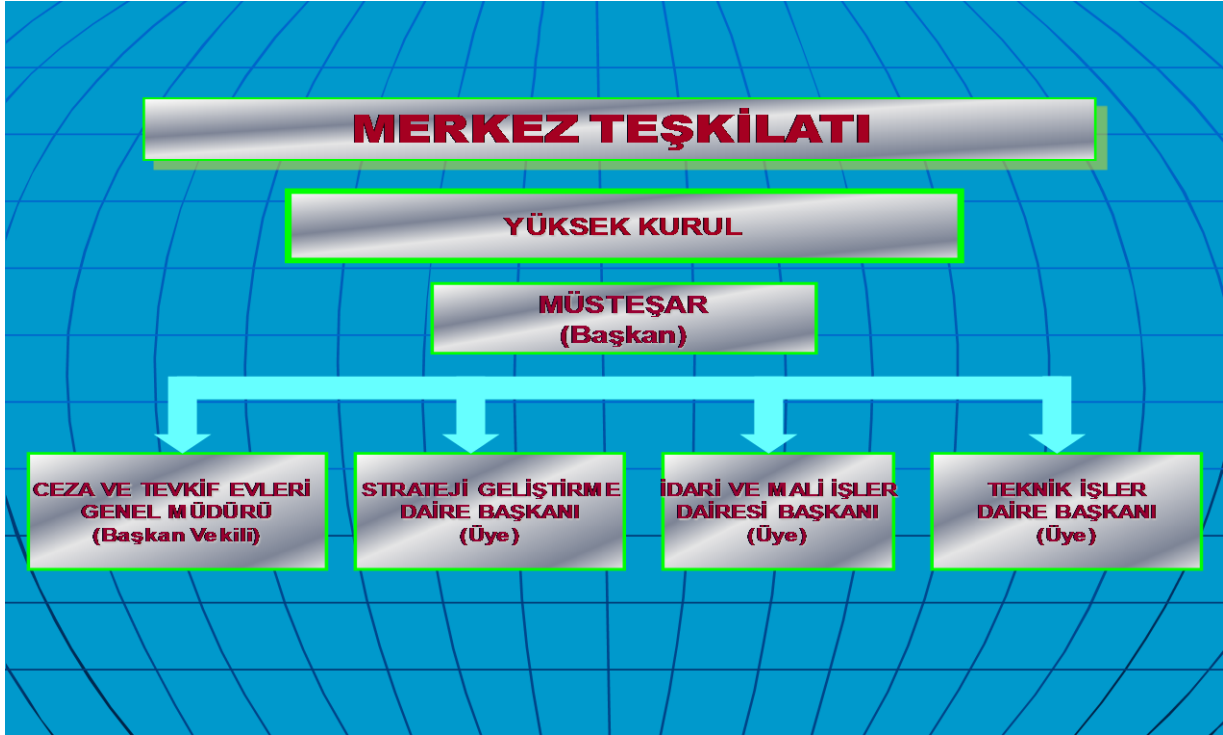 MERKEZ TEŞKİLATI
YÜKSEK KURUL
MÜSTEŞAR
(Başkan)
CEZA VE TEVKİF EVLERİ
GENEL MÜDÜRÜ
(Başkan Vekili)
STRATEJİ GELİŞTİRME
DAİRE BAŞKANI
(Üye)
İDARİ VE MALİ İŞLER
DAİRESİ BAŞKANI
(Üye)
TEKNİK İŞLER
DAİRE BAŞKANI
(Üye)